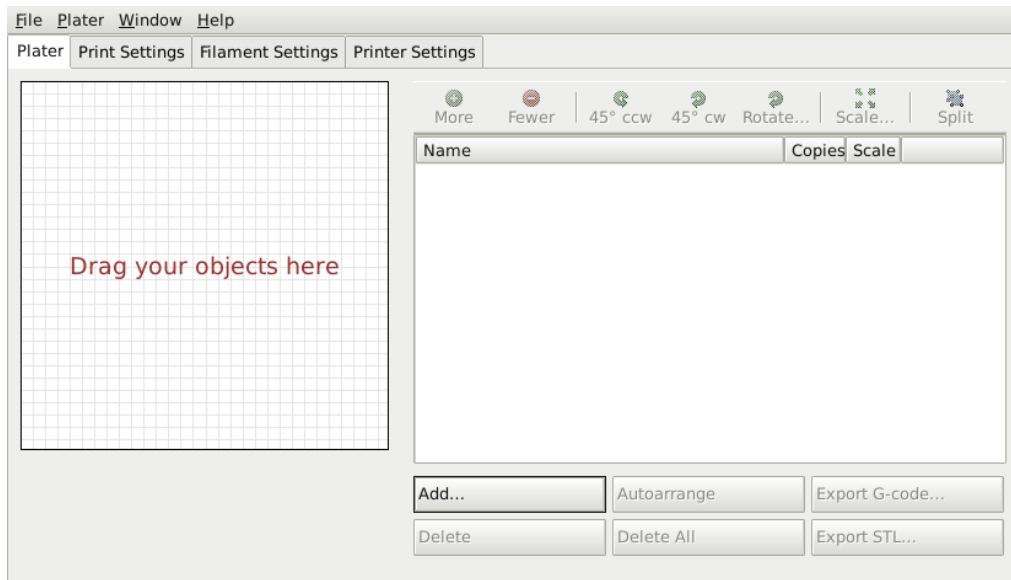 File Plater Window Help
Plater Print Settings Filament Settings Printer Settings
More Fewer 45° ccw 45° cw Rotate... Scale... Split
Name Copies Scale
Drag your objects here
Add... Autoarrange Export G-code...
Delete Delete All Export STL...